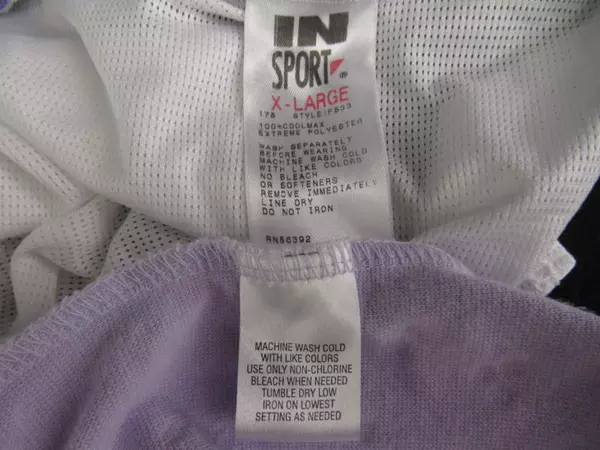 IN
SPORT®
X-LARGE
STYLE:F533
100%COOLMAX
EXTREME POLYESTER
WASH SEPARATELY
BEFORE WEARING
MACHINE WASH COLD
WITH LIKE COLORS
NO BLEACH
OR SOFTENERS
REMOVE IMMEDIATELY
LINE DRY
DO NOT IRON
RN56392
MACHINE WASH COLD
WITH LIKE COLORS
USE ONLY NON-CHLORINE
BLEACH WHEN NEEDED
TUMBLE DRY LOW
IRON ON LOWEST
SETTING AS NEEDED